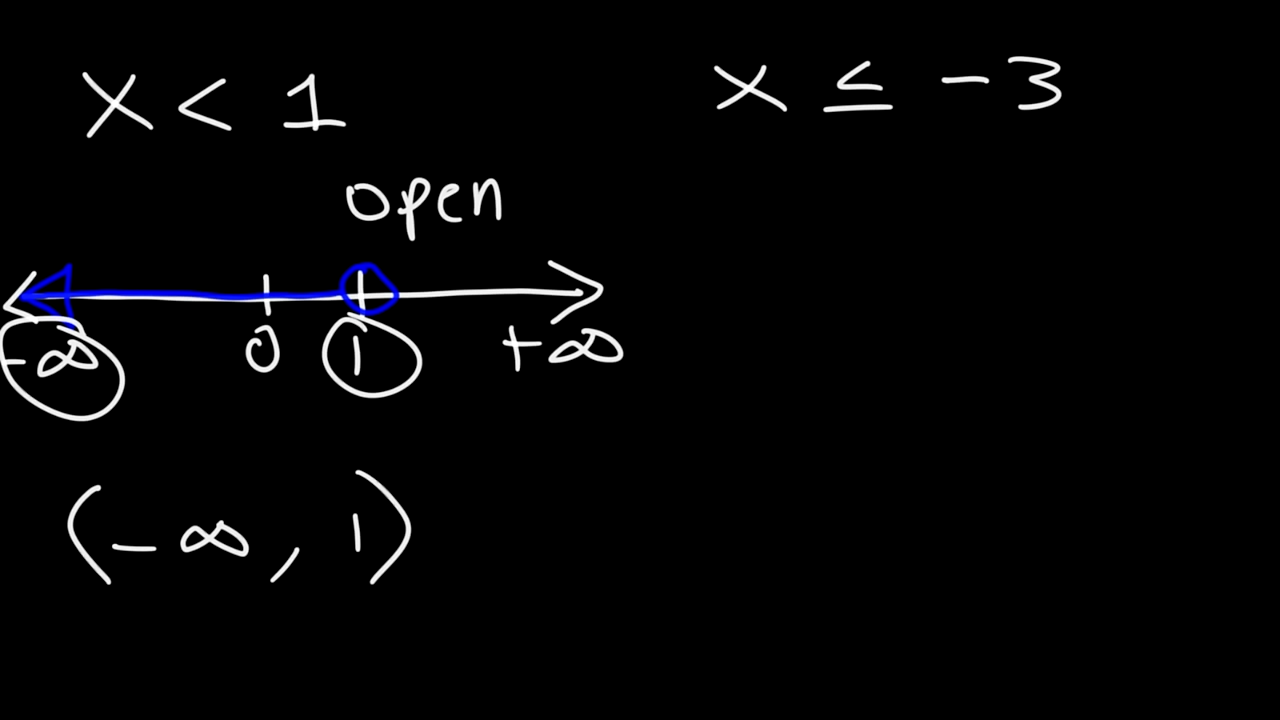 x < 1
x ≤ -3
open
-∞ 0 1 +∞
(-∞, 1)